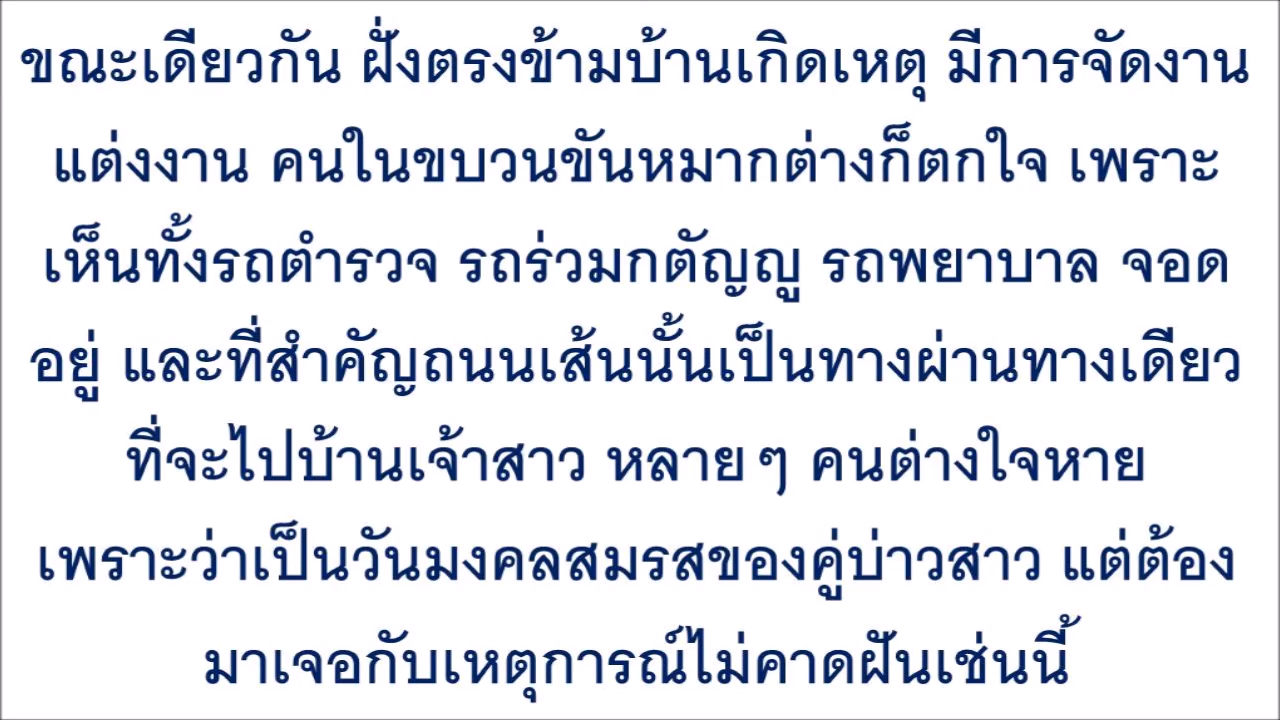 ขณะเดียวกัน ฝั่งตรงข้ามบ้านเกิดเหตุ มีการจัดงาน
แต่งงาน คนในขบวนขันหมากต่างก็ตกใจ เพราะ
เห็นทั้งรถตำรวจ รถร่วมกตัญญู รถพยาบาล จอด
อยู่ และที่สำคัญถนนเส้นนั้นเป็นทางผ่านทางเดียว
ที่จะไปบ้านเจ้าสาว หลายๆ คนต่างใจหาย
เพราะว่าเป็นวันมงคลสมรสของคู่บ่าวสาว แต่ต้อง
มาเจอกับเหตุการณ์ไม่คาดฝันเช่นนี้